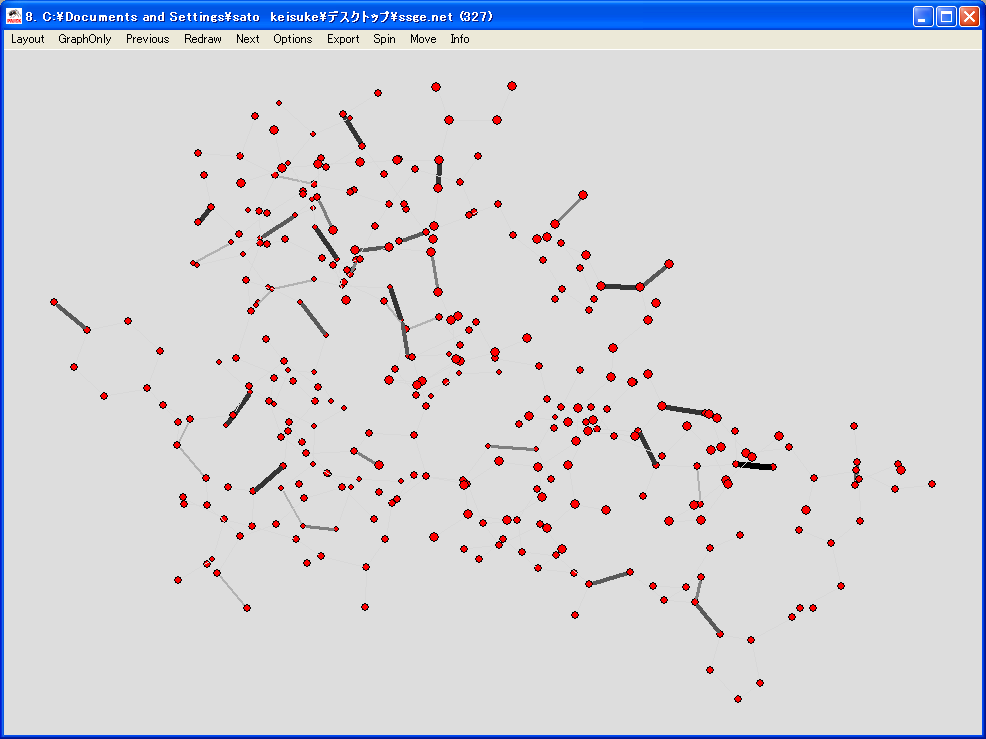 8. C:¥Documents and Settings¥sato keisuke¥デスクトップ¥ssge.net (327)
Layout GraphOnly Previous Redraw Next Options Export Spin Move Info